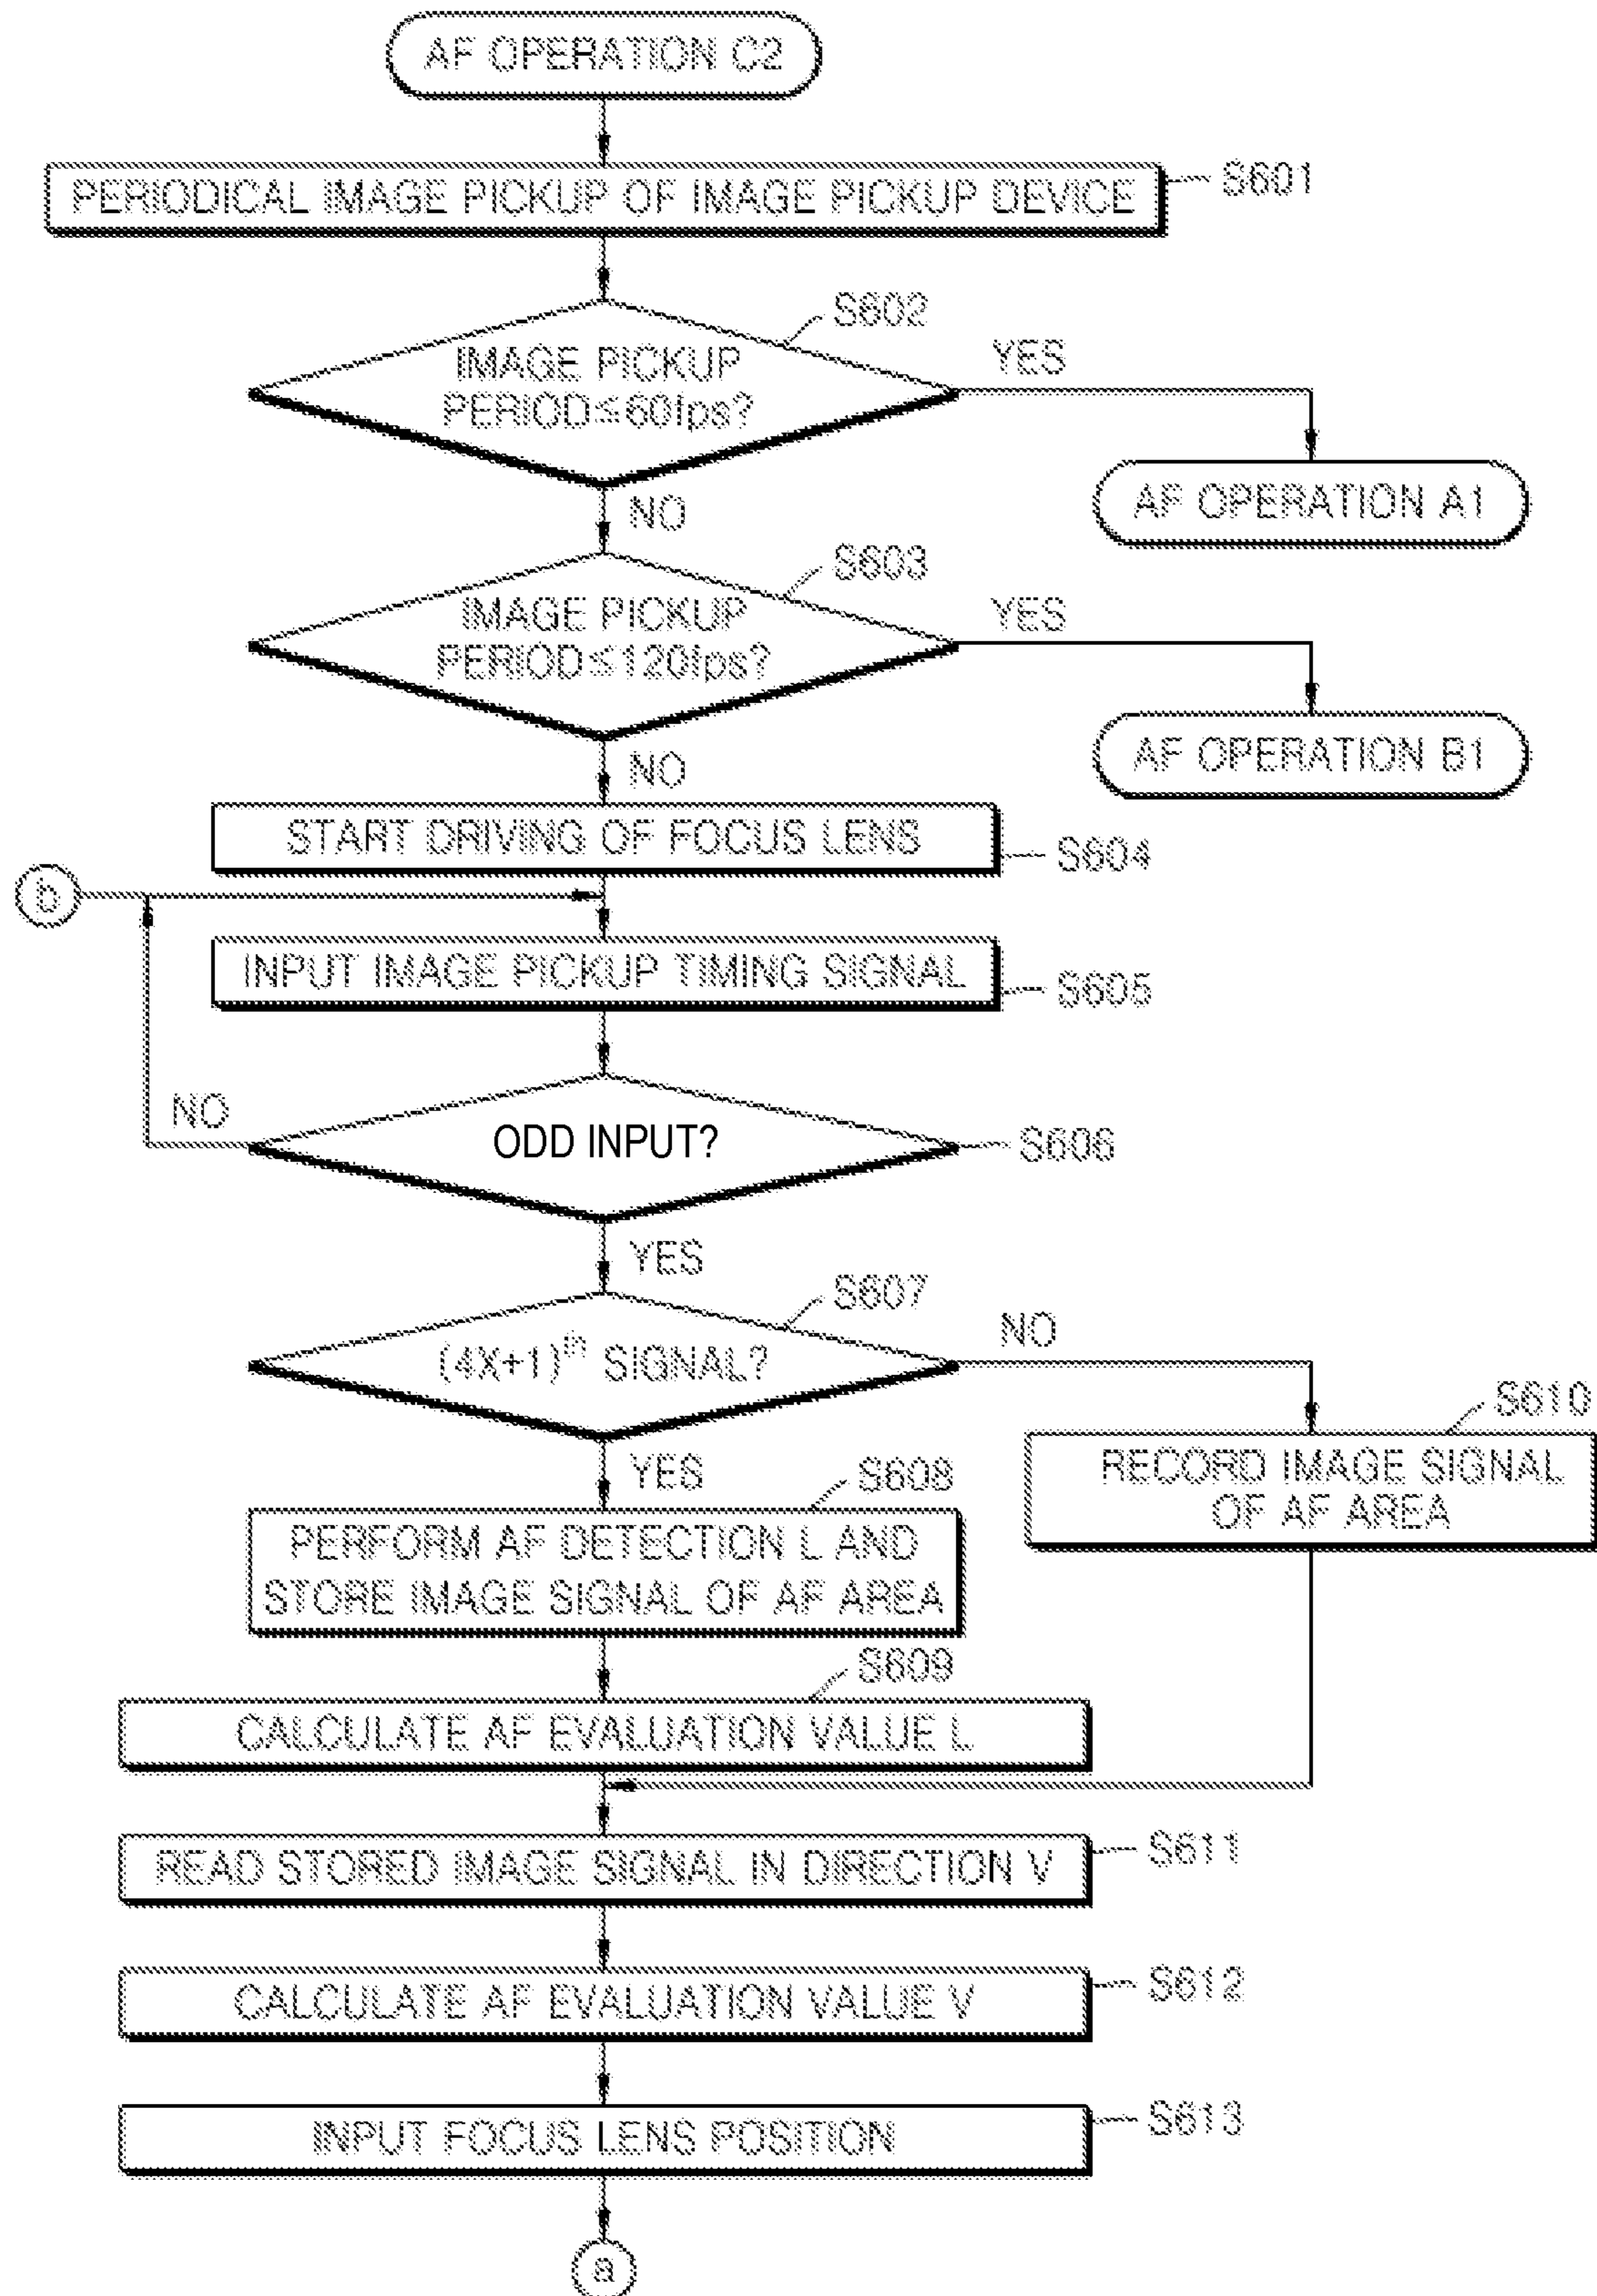 AF OPERATION C2
PERIODICAL IMAGE PICKUP OF IMAGE PICKUP DEVICE
S601
S602
IMAGE PICKUP
PERIOD≤60fps?
YES
AF OPERATION A1
NO
S603
IMAGE PICKUP
PERIOD≤120fps?
YES
AF OPERATION B1
NO
START DRIVING OF FOCUS LENS
S604
b
INPUT IMAGE PICKUP TIMING SIGNAL
S605
NO
ODD INPUT?
S606
YES
S607
(4X+1)th SIGNAL?
NO
S610
RECORD IMAGE SIGNAL
OF AF AREA
YES
S608
PERFORM AF DETECTION L AND
STORE IMAGE SIGNAL OF AF AREA
S609
CALCULATE AF EVALUATION VALUE L
READ STORED IMAGE SIGNAL IN DIRECTION V
S611
CALCULATE AF EVALUATION VALUE V
S612
INPUT FOCUS LENS POSITION
S613
a